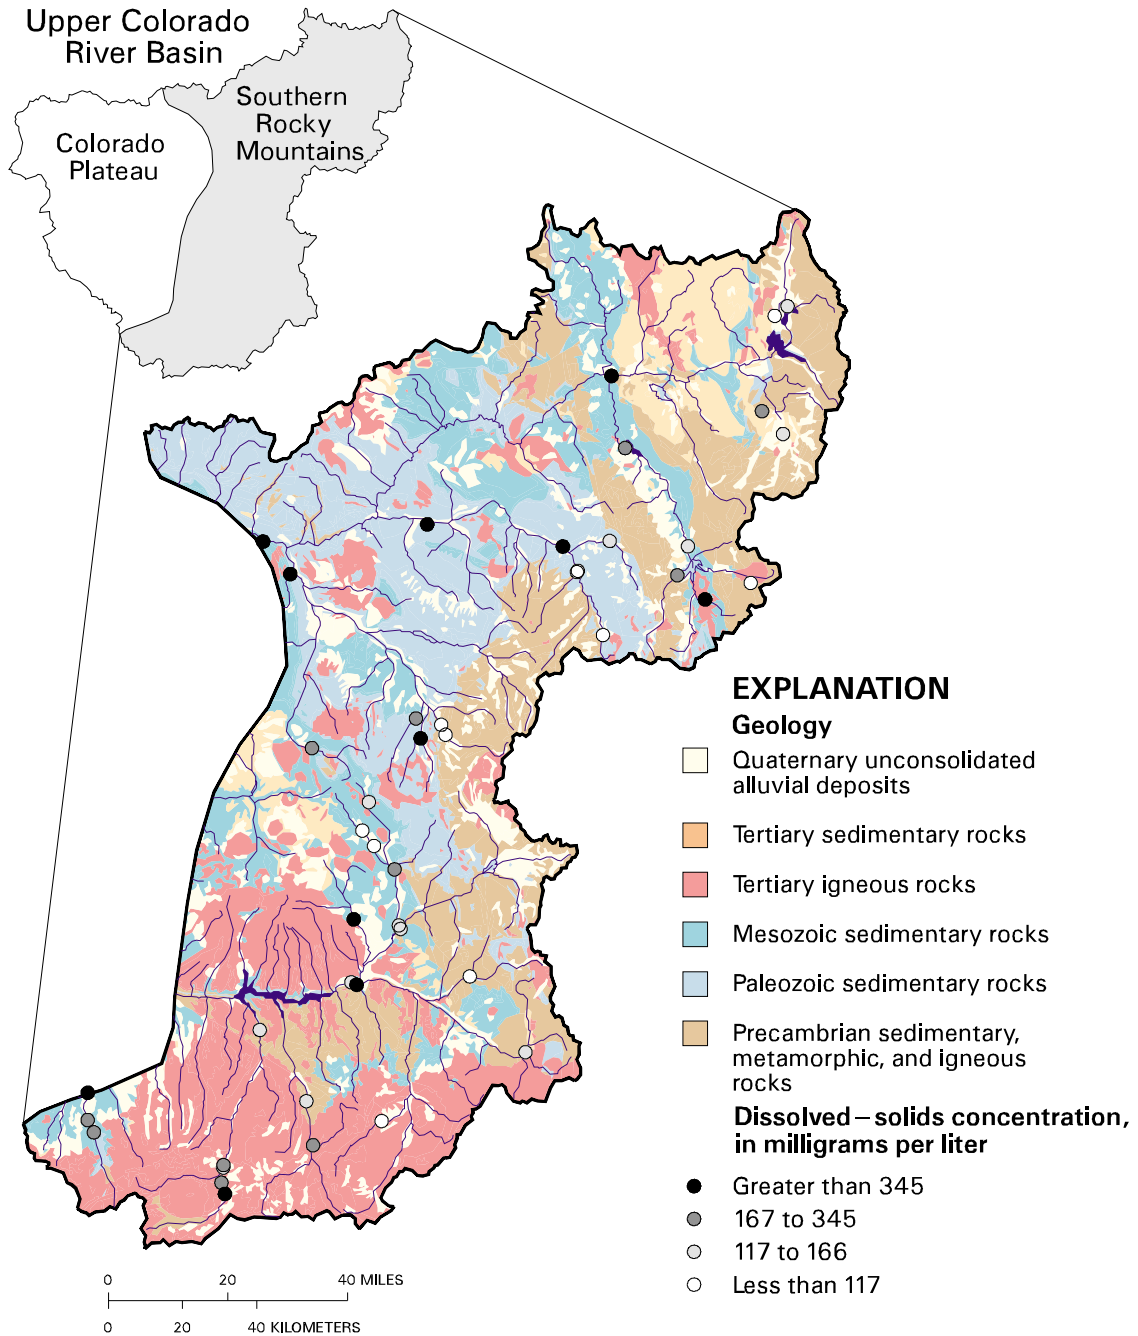 Upper Colorado
River Basin
Southern
Rocky
Mountains
Colorado
Plateau
EXPLANATION
Geology
Quaternary unconsolidated
alluvial deposits
Tertiary sedimentary rocks
Tertiary igneous rocks
Mesozoic sedimentary rocks
Paleozoic sedimentary rocks
Precambrian sedimentary,
metamorphic, and igneous
rocks
Dissolved–solids concentration,
in milligrams per liter
Greater than 345
167 to 345
117 to 166
Less than 117
0 20 40 MILES
0 20 40 KILOMETERS